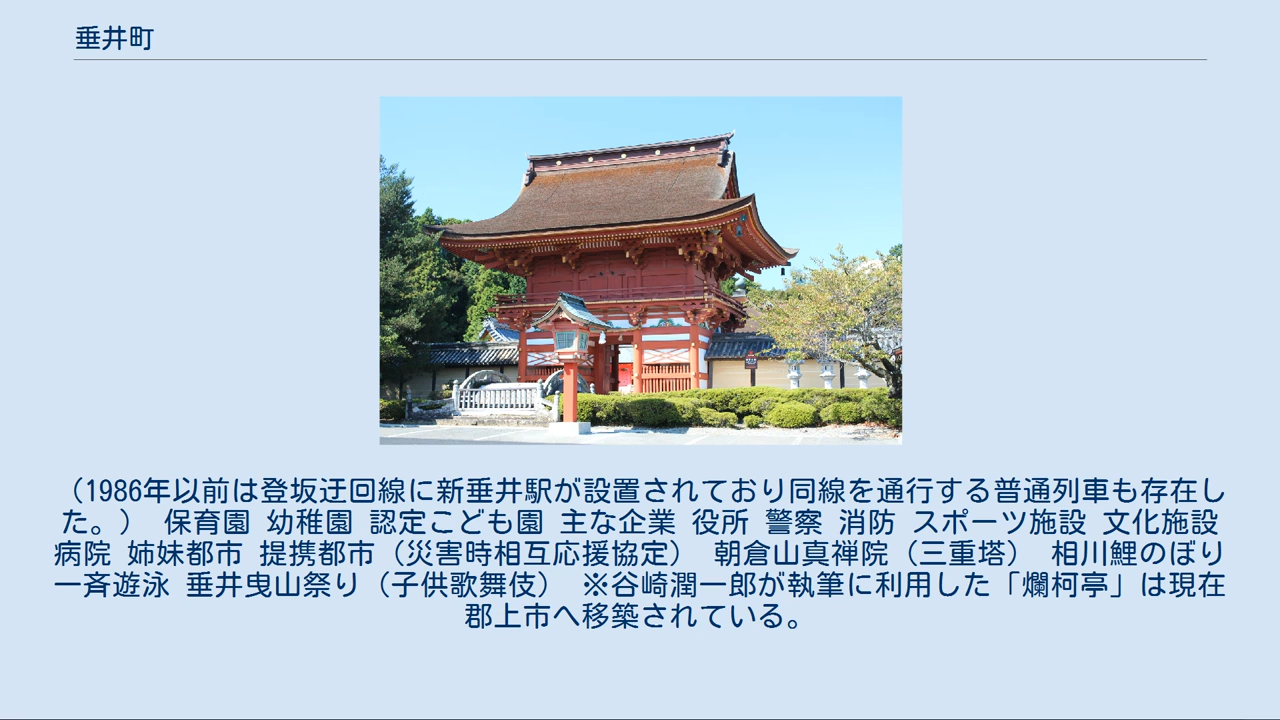 垂井町
（1986年以前は登坂迂回線に新垂井駅が設置されており同線を通行する普通列車も存在し
た。） 保育園 幼稚園 認定こども園 主な企業 役所 警察 消防 スポーツ施設 文化施設
病院 姉妹都市 提携都市（災害時相互応援協定） 朝倉山真禅院（三重塔） 相川鯉のぼり
一斉遊泳 垂井曳山祭り（子供歌舞伎） ※谷崎潤一郎が執筆に利用した「爛柯亭」は現在
郡上市へ移築されている。